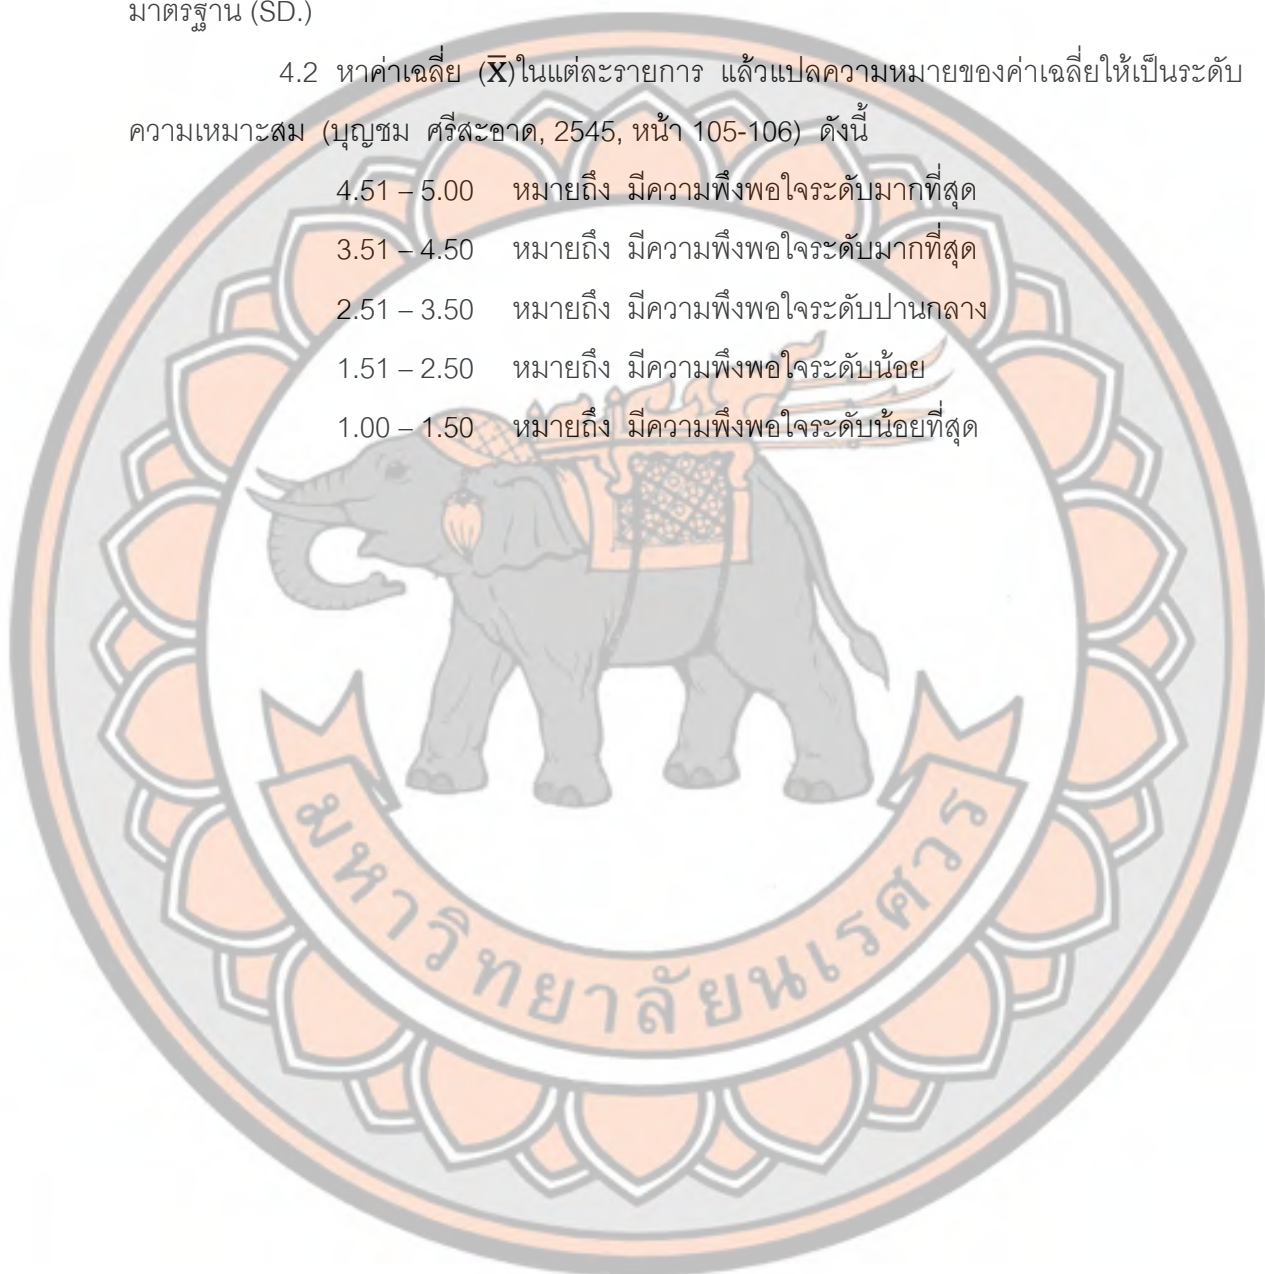 มาตรฐาน (SD.)
4.2 หาค่าเฉลี่ย (X̄)ในแต่ละรายการ แล้วแปลความหมายของค่าเฉลี่ยให้เป็นระดับ
ความเหมาะสม (บุญชม ศรีสะอาด, 2545, หน้า 105-106) ดังนี้
4.51 – 5.00 หมายถึง มีความพึงพอใจระดับมากที่สุด
3.51 – 4.50 หมายถึง มีความพึงพอใจระดับมากที่สุด
2.51 – 3.50 หมายถึง มีความพึงพอใจระดับปานกลาง
1.51 – 2.50 หมายถึง มีความพึงพอใจระดับน้อย
1.00 – 1.50 หมายถึง มีความพึงพอใจระดับน้อยที่สุด
มหาวิทยาลัยนเรศวร